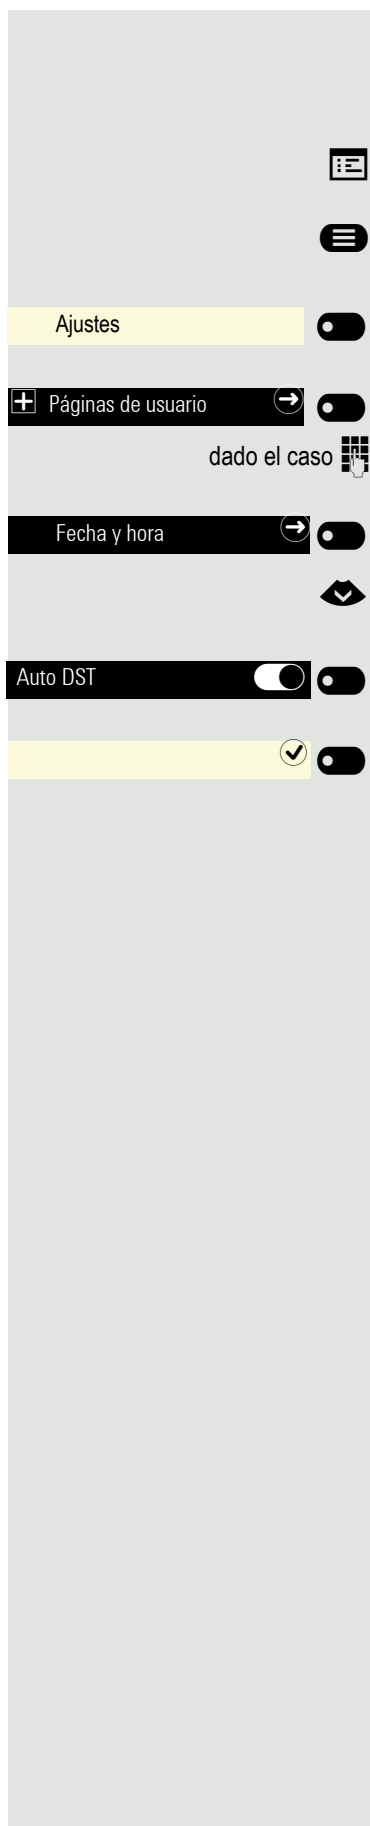 Ajustes
Páginas de usuario
dado el caso
Fecha y hora
Auto DST